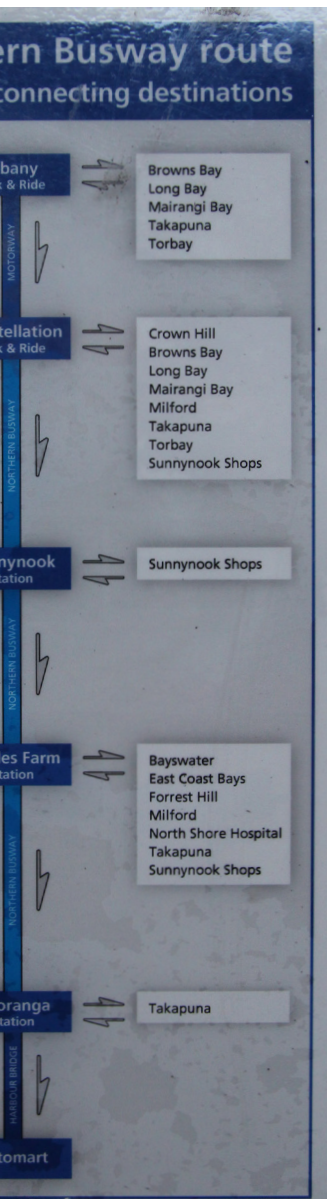 ern Busway route
connecting destinations
bany
k & Ride
Browns Bay
Long Bay
Mairangi Bay
Takapuna
Torbay
MOTORWAY
tellation
k & Ride
Crown Hill
Browns Bay
Long Bay
Mairangi Bay
Milford
Takapuna
Torbay
Sunnynook Shops
NORTHERN BUSWAY
nynook
tation
Sunnynook Shops
NORTHERN BUSWAY
les Farm
tation
Bayswater
East Coast Bays
Forrest Hill
Milford
North Shore Hospital
Takapuna
Sunnynook Shops
NORTHERN BUSWAY
oranga
tation
Takapuna
HARBOUR BRIDGE
tomart